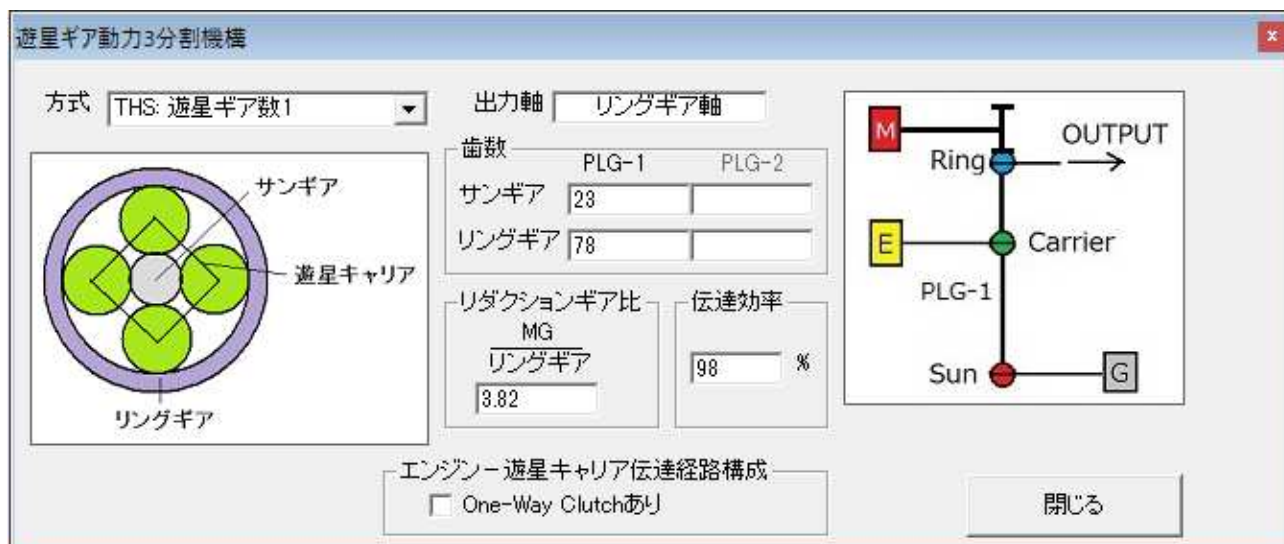 遊星ギア動力3分割機構
x
方式 THS: 遊星ギア数1
出力軸 リングギア軸
サンギア
遊星キャリア
リングギア
歯数
PLG-1 PLG-2
サンギア 23
リングギア 78
リダクションギア比
MG
リングギア
3.82
伝達効率
98 %
M
Ring
OUTPUT
E
Carrier
PLG-1
Sun
G
エンジン－遊星キャリア伝達経路構成
One-Way Clutchあり
閉じる